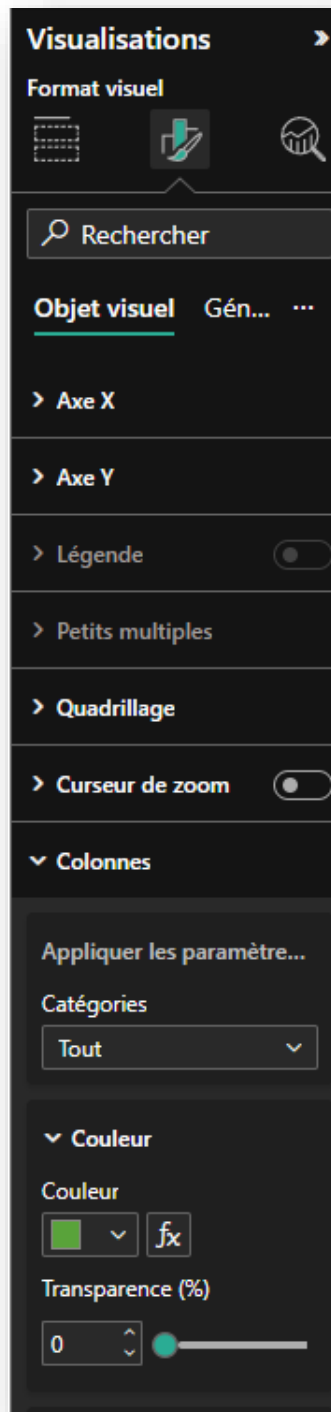 Visualisations
Format visuel
Rechercher
Objet visuel Gén... ...
Axe X
Axe Y
Légende
Petits multiples
Quadrillage
Curseur de zoom
Colonnes
Appliquer les paramètre...
Catégories
Tout
Couleur
Couleur
fx
Transparence (%)
0